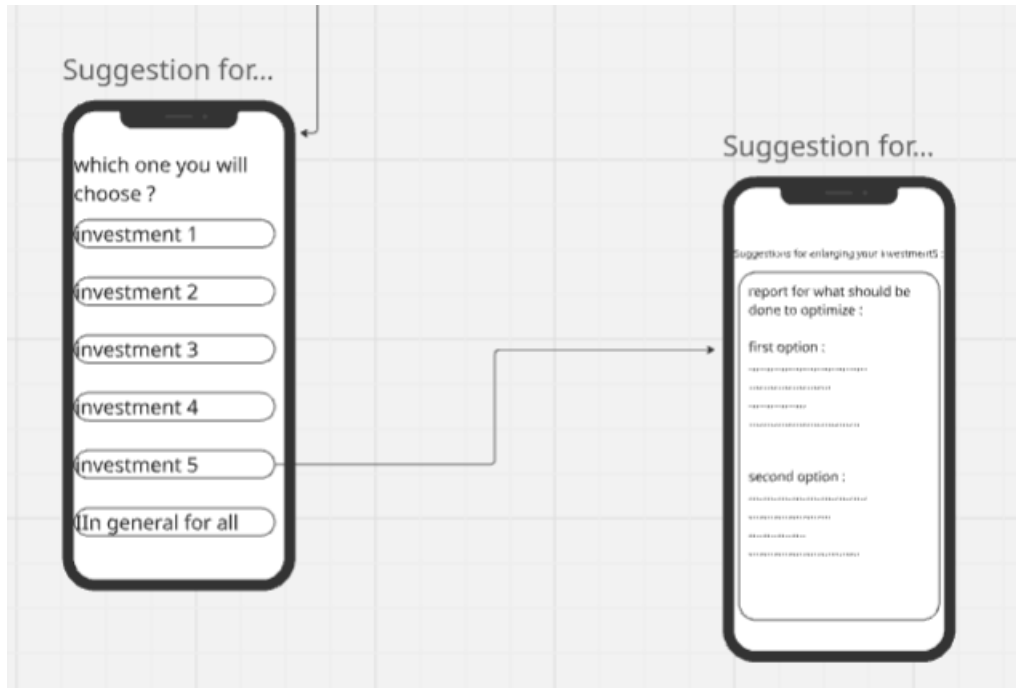 Suggestion for...
which one you will
choose ?
investment 1
investment 2
investment 3
investment 4
investment 5
IIn general for all
Suggestion for...
Suggestions for enlarging your investment5 :
report for what should be
done to optimize :
first option :
second option :